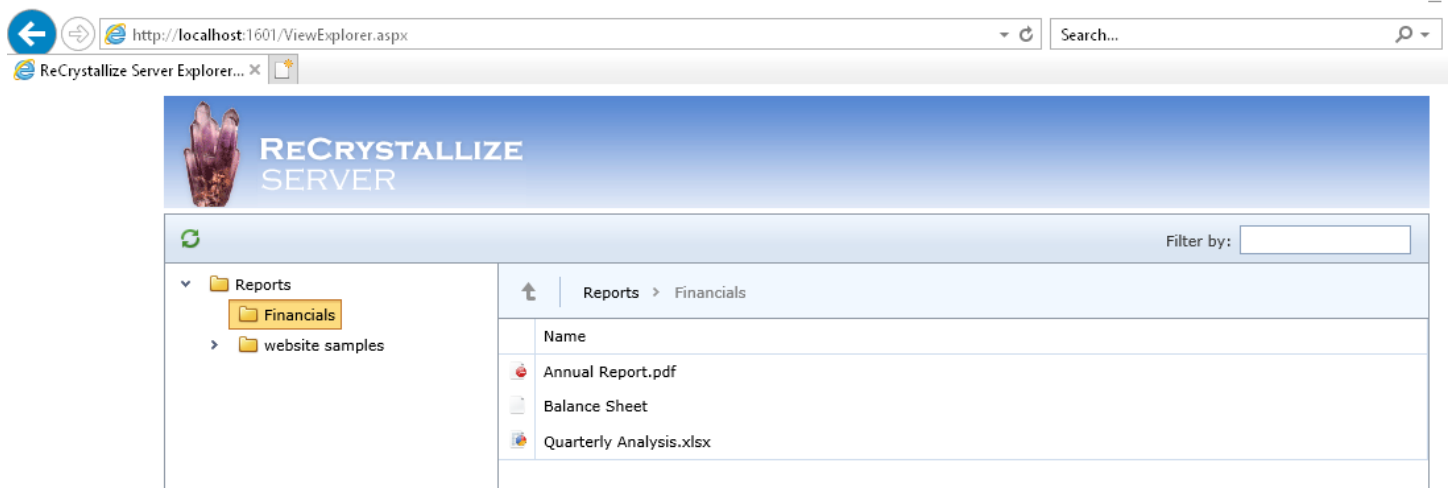 http://localhost:1601/ViewExplorer.aspx
Search...
ReCrystallize Server Explorer...
RECRYSTALLIZE
SERVER
Filter by:
Reports
Financials
website samples
Reports > Financials
Name
Annual Report.pdf
Balance Sheet
Quarterly Analysis.xlsx